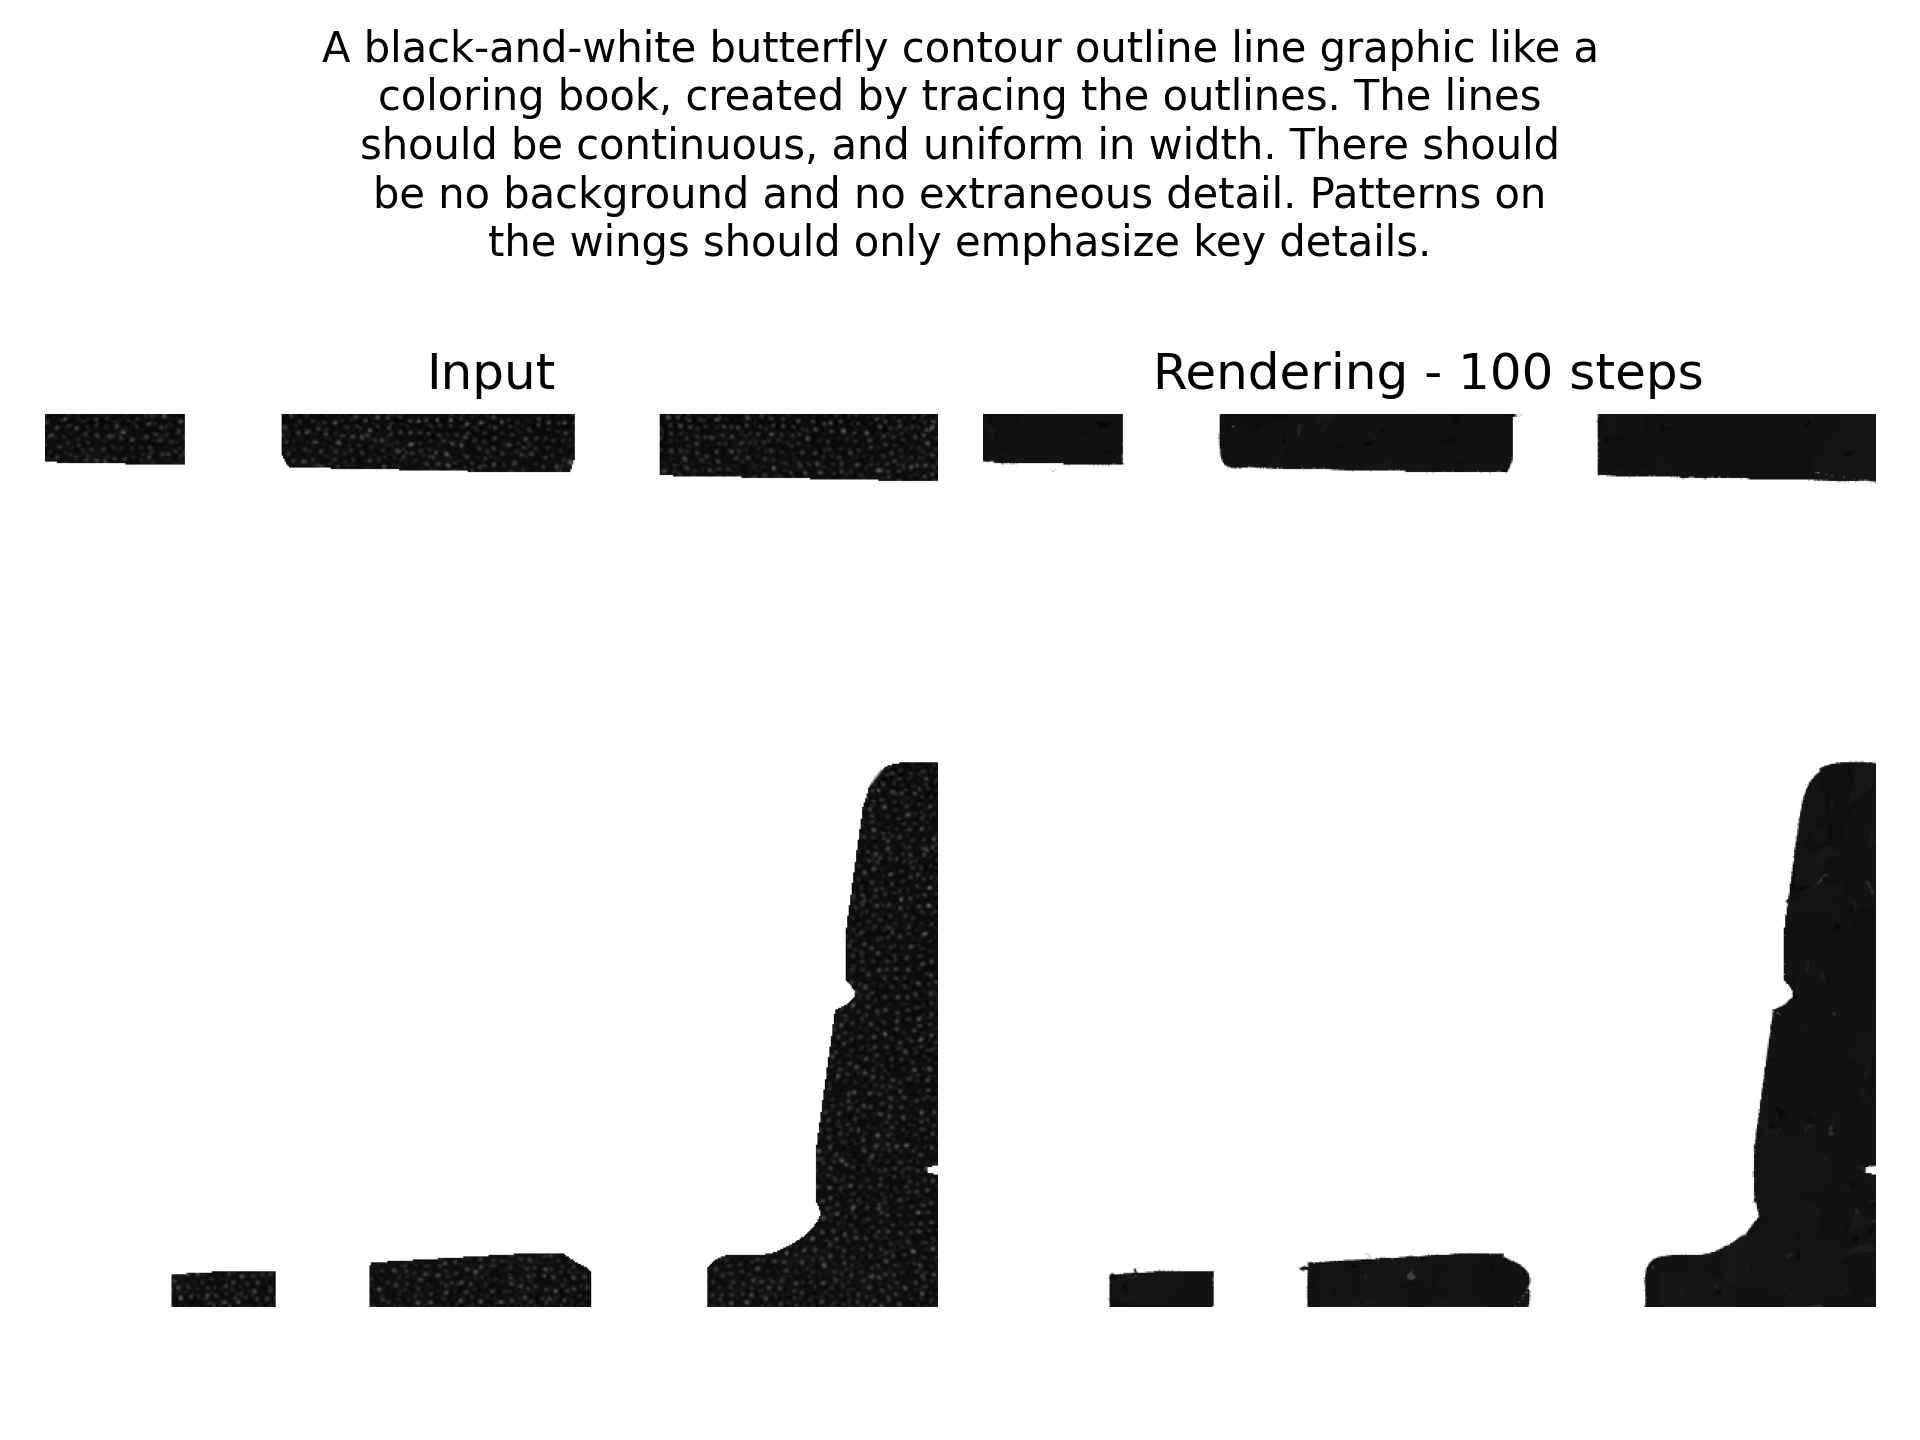 A black-and-white butterfly contour outline line graphic like a
coloring book, created by tracing the outlines. The lines
should be continuous, and uniform in width. There should
be no background and no extraneous detail. Patterns on
the wings should only emphasize key details.
Input
Rendering - 100 steps